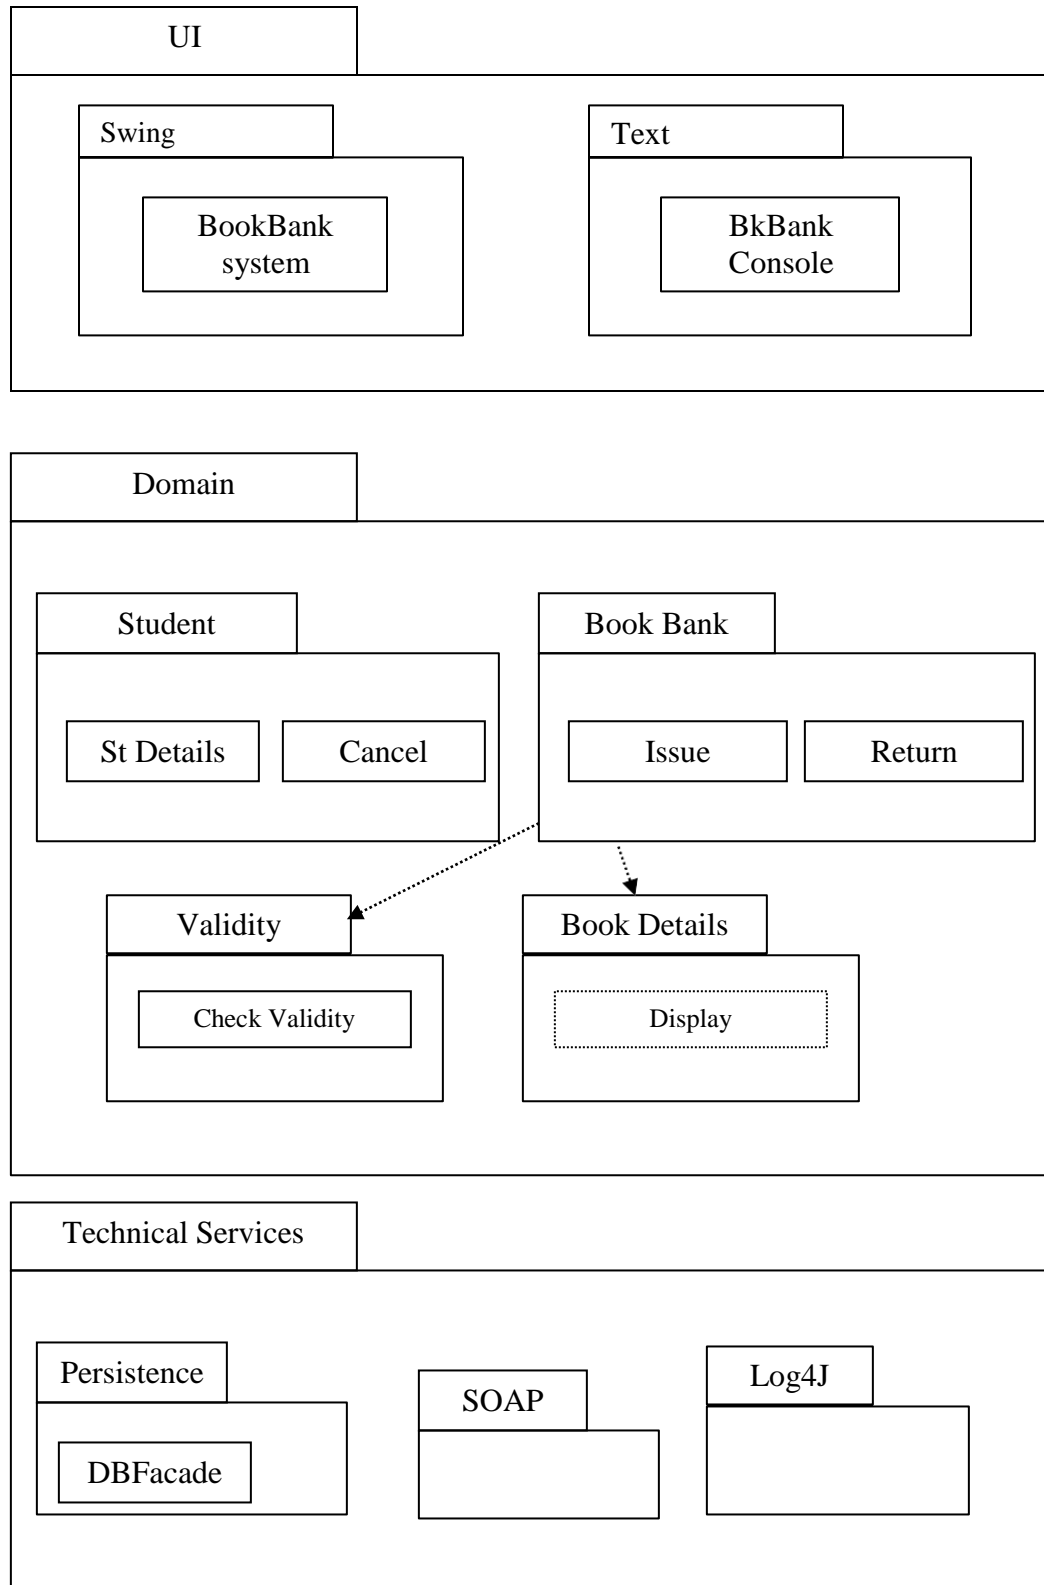 UI
Swing
Text
BookBank
system
BkBank
Console
Domain
Student
Book Bank
St Details
Cancel
Issue
Return
Validity
Book Details
Check Validity
Display
Technical Services
Persistence
SOAP
Log4J
DBFacade